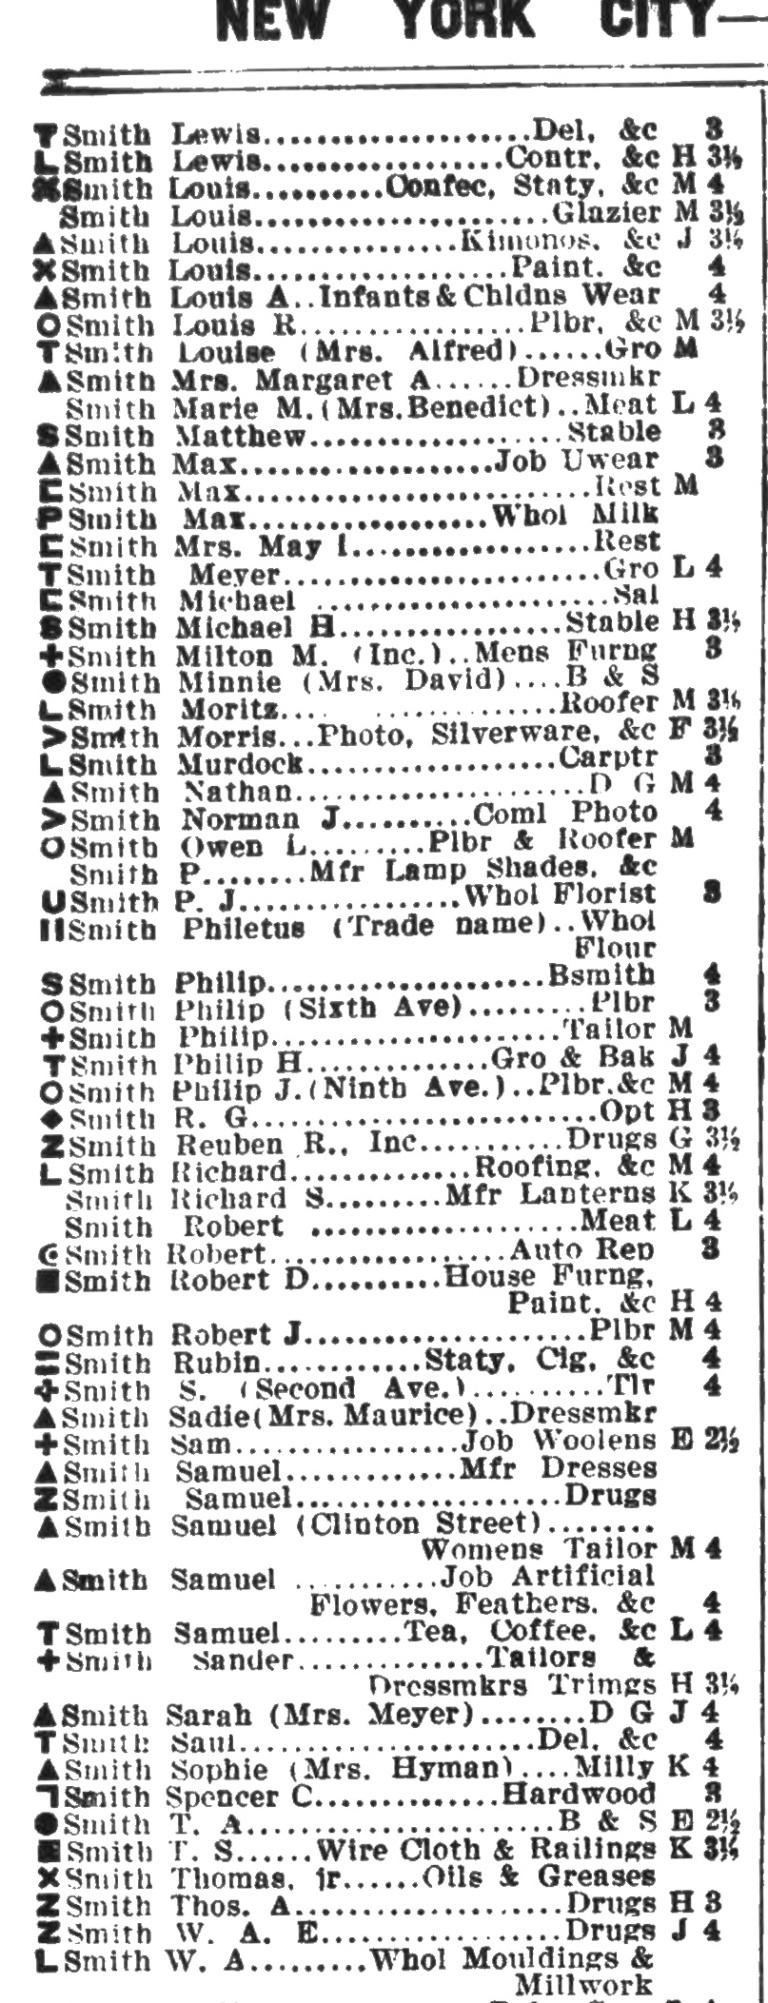 NEW YORK CITY—
T Smith Lewis....................Del, &c 3
L Smith Lewis..................Contr, &c H 3½
Smith Louis..........Confec, Staty, &c M 4
Smith Louis......................Glazier M 3½
▲ Smith Louis...............Kimonos, &c J 3½
✕ Smith Louis...................Paint, &c 4
▲ Smith Louis A..Infants & Chldns Wear 4
O Smith Louis R.................Plbr, &c M 3½
T Smith Louise (Mrs. Alfred)......Gro M
▲ Smith Mrs. Margaret A......Dressmkr
Smith Marie M. (Mrs. Benedict)..Meat L 4
S Smith Matthew...................Stable 3
▲ Smith Max...................Job Uwear 3
⊏ Smith Max..........................Rest M
P Smith Max..................Whol Milk
⊏ Smith Mrs. May I..................Rest
T Smith Meyer........................Gro L 4
⊏ Smith Michael ......................Sal
S Smith Michael H.................Stable H 3½
+ Smith Milton M. (Inc.)..Mens Furng 3
● Smith Minnie (Mrs. David)....B & S
L Smith Moritz.... ..............Roofer M 3½
> Smith Morris...Photo, Silverware, &c F 3½
L Smith Murdock...................Carptr 3
▲ Smith Nathan......................D G M 4
> Smith Norman J..........Coml Photo 4
O Smith Owen L.........Plbr & Roofer M
Smith P........Mfr Lamp Shades, &c
U Smith P. J.................Whol Florist 3
II Smith Philetus (Trade name)..Whol
Flour
S Smith Philip.....................Bsmith 4
O Smith Philip (Sixth Ave).........Plbr 3
+ Smith Philip......................Tailor M
T Smith Philip H..............Gro & Bak J 4
O Smith Philip J. (Ninth Ave.)..Plbr, &c M 4
◆ Smith R. G...........................Opt H 3
Z Smith Reuben R., Inc...........Drugs G 3½
L Smith Richard..............Roofing, &c M 4
Smith Richard S.........Mfr Lanterns K 3½
Smith Robert ....................Meat L 4
Smith Robert..................Auto Rep 3
■ Smith Robert D..........House Furng,
Paint, &c H 4
O Smith Robert J.....................Plbr M 4
= Smith Rubin............Staty, Cig, &c 4
Smith S. (Second Ave.)..........Tlr 4
▲ Smith Sadie (Mrs. Maurice)..Dressmkr
+ Smith Sam.................Job Woolens E 2½
▲ Smith Samuel.............Mfr Dresses
Z Smith Samuel....................Drugs
▲ Smith Samuel (Clinton Street)........
Womens Tailor M 4
▲ Smith Samuel ...........Job Artificial
Flowers, Feathers, &c 4
T Smith Samuel.........Tea, Coffee, &c L 4
+ Smith Sander..............Tailors &
Dressmkrs Trimgs H 3½
▲ Smith Sarah (Mrs. Meyer)........D G J 4
T Smith Saul.......................Del, &c 4
▲ Smith Sophie (Mrs. Hyman)....Milly K 4
Smith Spencer C..............Hardwood 3
● Smith T. A........................B & S E 2½
■ Smith T. S......Wire Cloth & Railings K 3½
✕ Smith Thomas, jr......Oils & Greases
Z Smith Thos. A.....................Drugs H 3
Z Smith W. A. E...................Drugs J 4
L Smith W. A.........Whol Mouldings &
Millwork